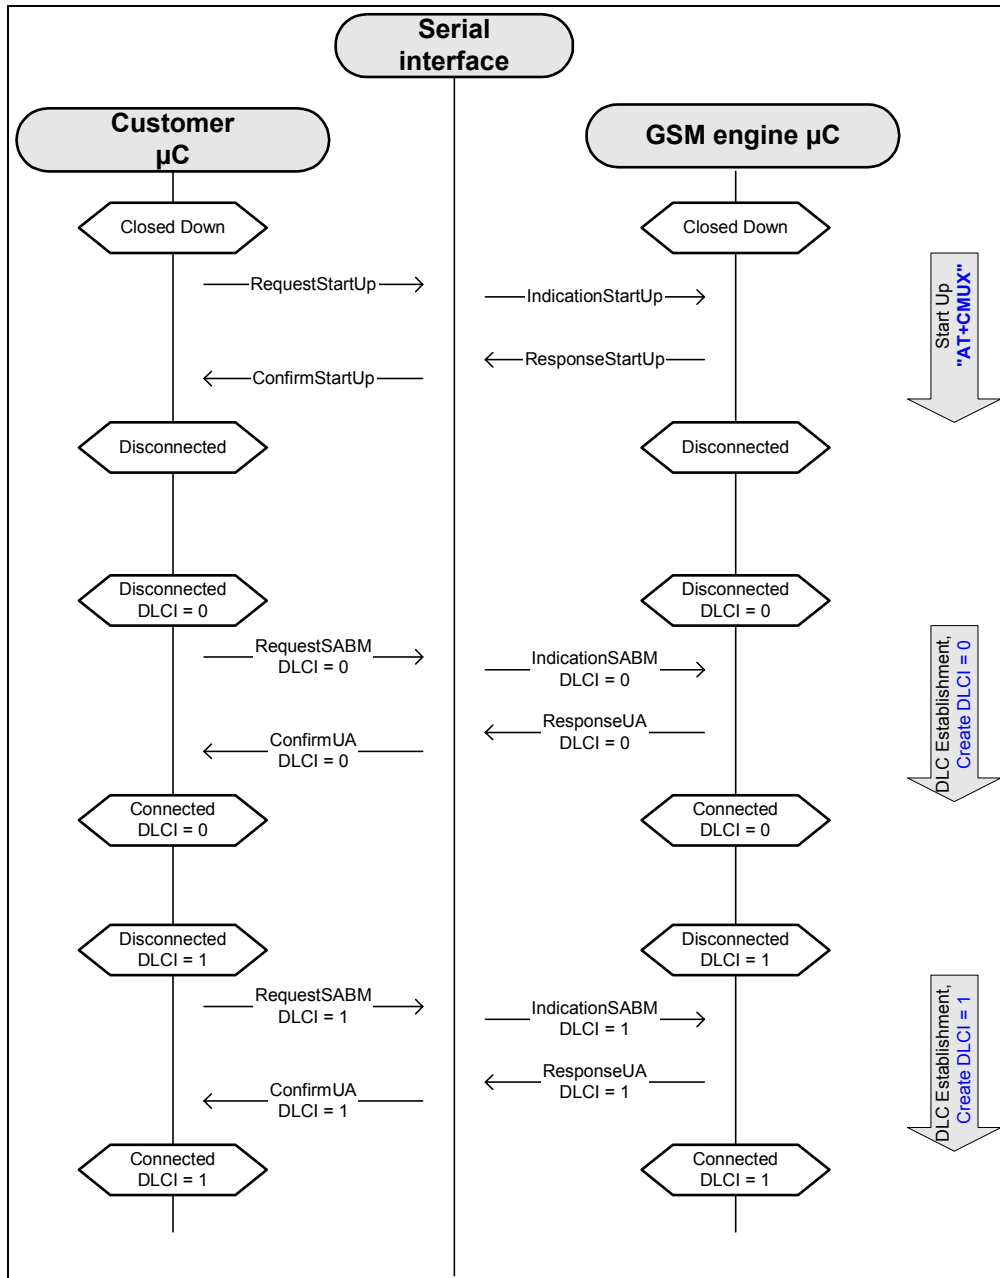 Serial
interface
Customer
µC
GSM engine µC
Closed Down
Closed Down
RequestStartUp
IndicationStartUp
ResponseStartUp
ConfirmStartUp
Start Up
"AT+CMUX"
Disconnected
Disconnected
Disconnected
DLCI = 0
Disconnected
DLCI = 0
RequestSABM
DLCI = 0
IndicationSABM
DLCI = 0
ResponseUA
DLCI = 0
ConfirmUA
DLCI = 0
DLC Establishment,
Create DLCI = 0
Connected
DLCI = 0
Connected
DLCI = 0
Disconnected
DLCI = 1
Disconnected
DLCI = 1
RequestSABM
DLCI = 1
IndicationSABM
DLCI = 1
ResponseUA
DLCI = 1
ConfirmUA
DLCI = 1
DLC Establishment,
Create DLCI = 1
Connected
DLCI = 1
Connected
DLCI = 1